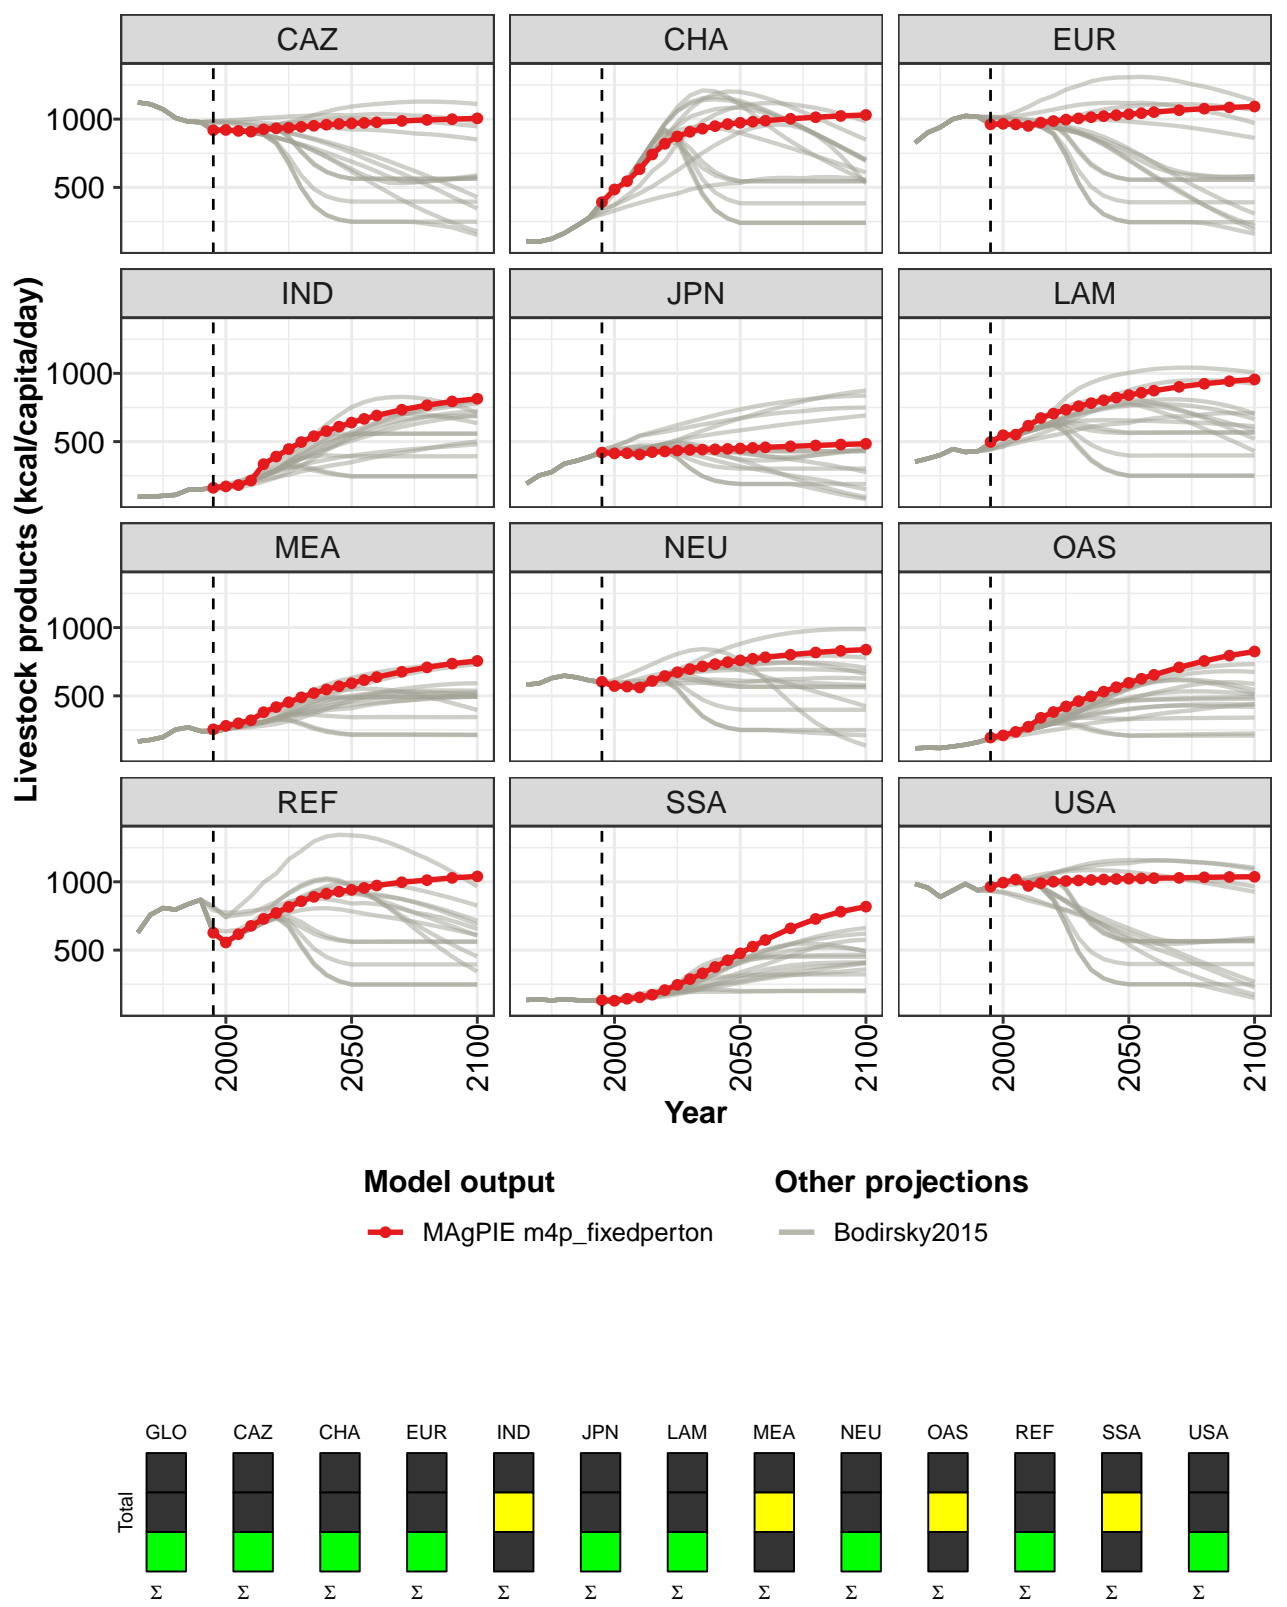 CAZ CHA EUR
1000
500
IND JPN LAM
1000
500
MEA NEU OAS
1000
500
REF SSA USA
1000
500
Livestock products (kcal/capita/day)
2000 2050 2100 2000 2050 2100 2000 2050 2100
Year
Model output Other projections
MAgPIE m4p_fixedperton Bodirsky2015
GLO CAZ CHA EUR IND JPN LAM MEA NEU OAS REF SSA USA
Total
Σ Σ Σ Σ Σ Σ Σ Σ Σ Σ Σ Σ Σ